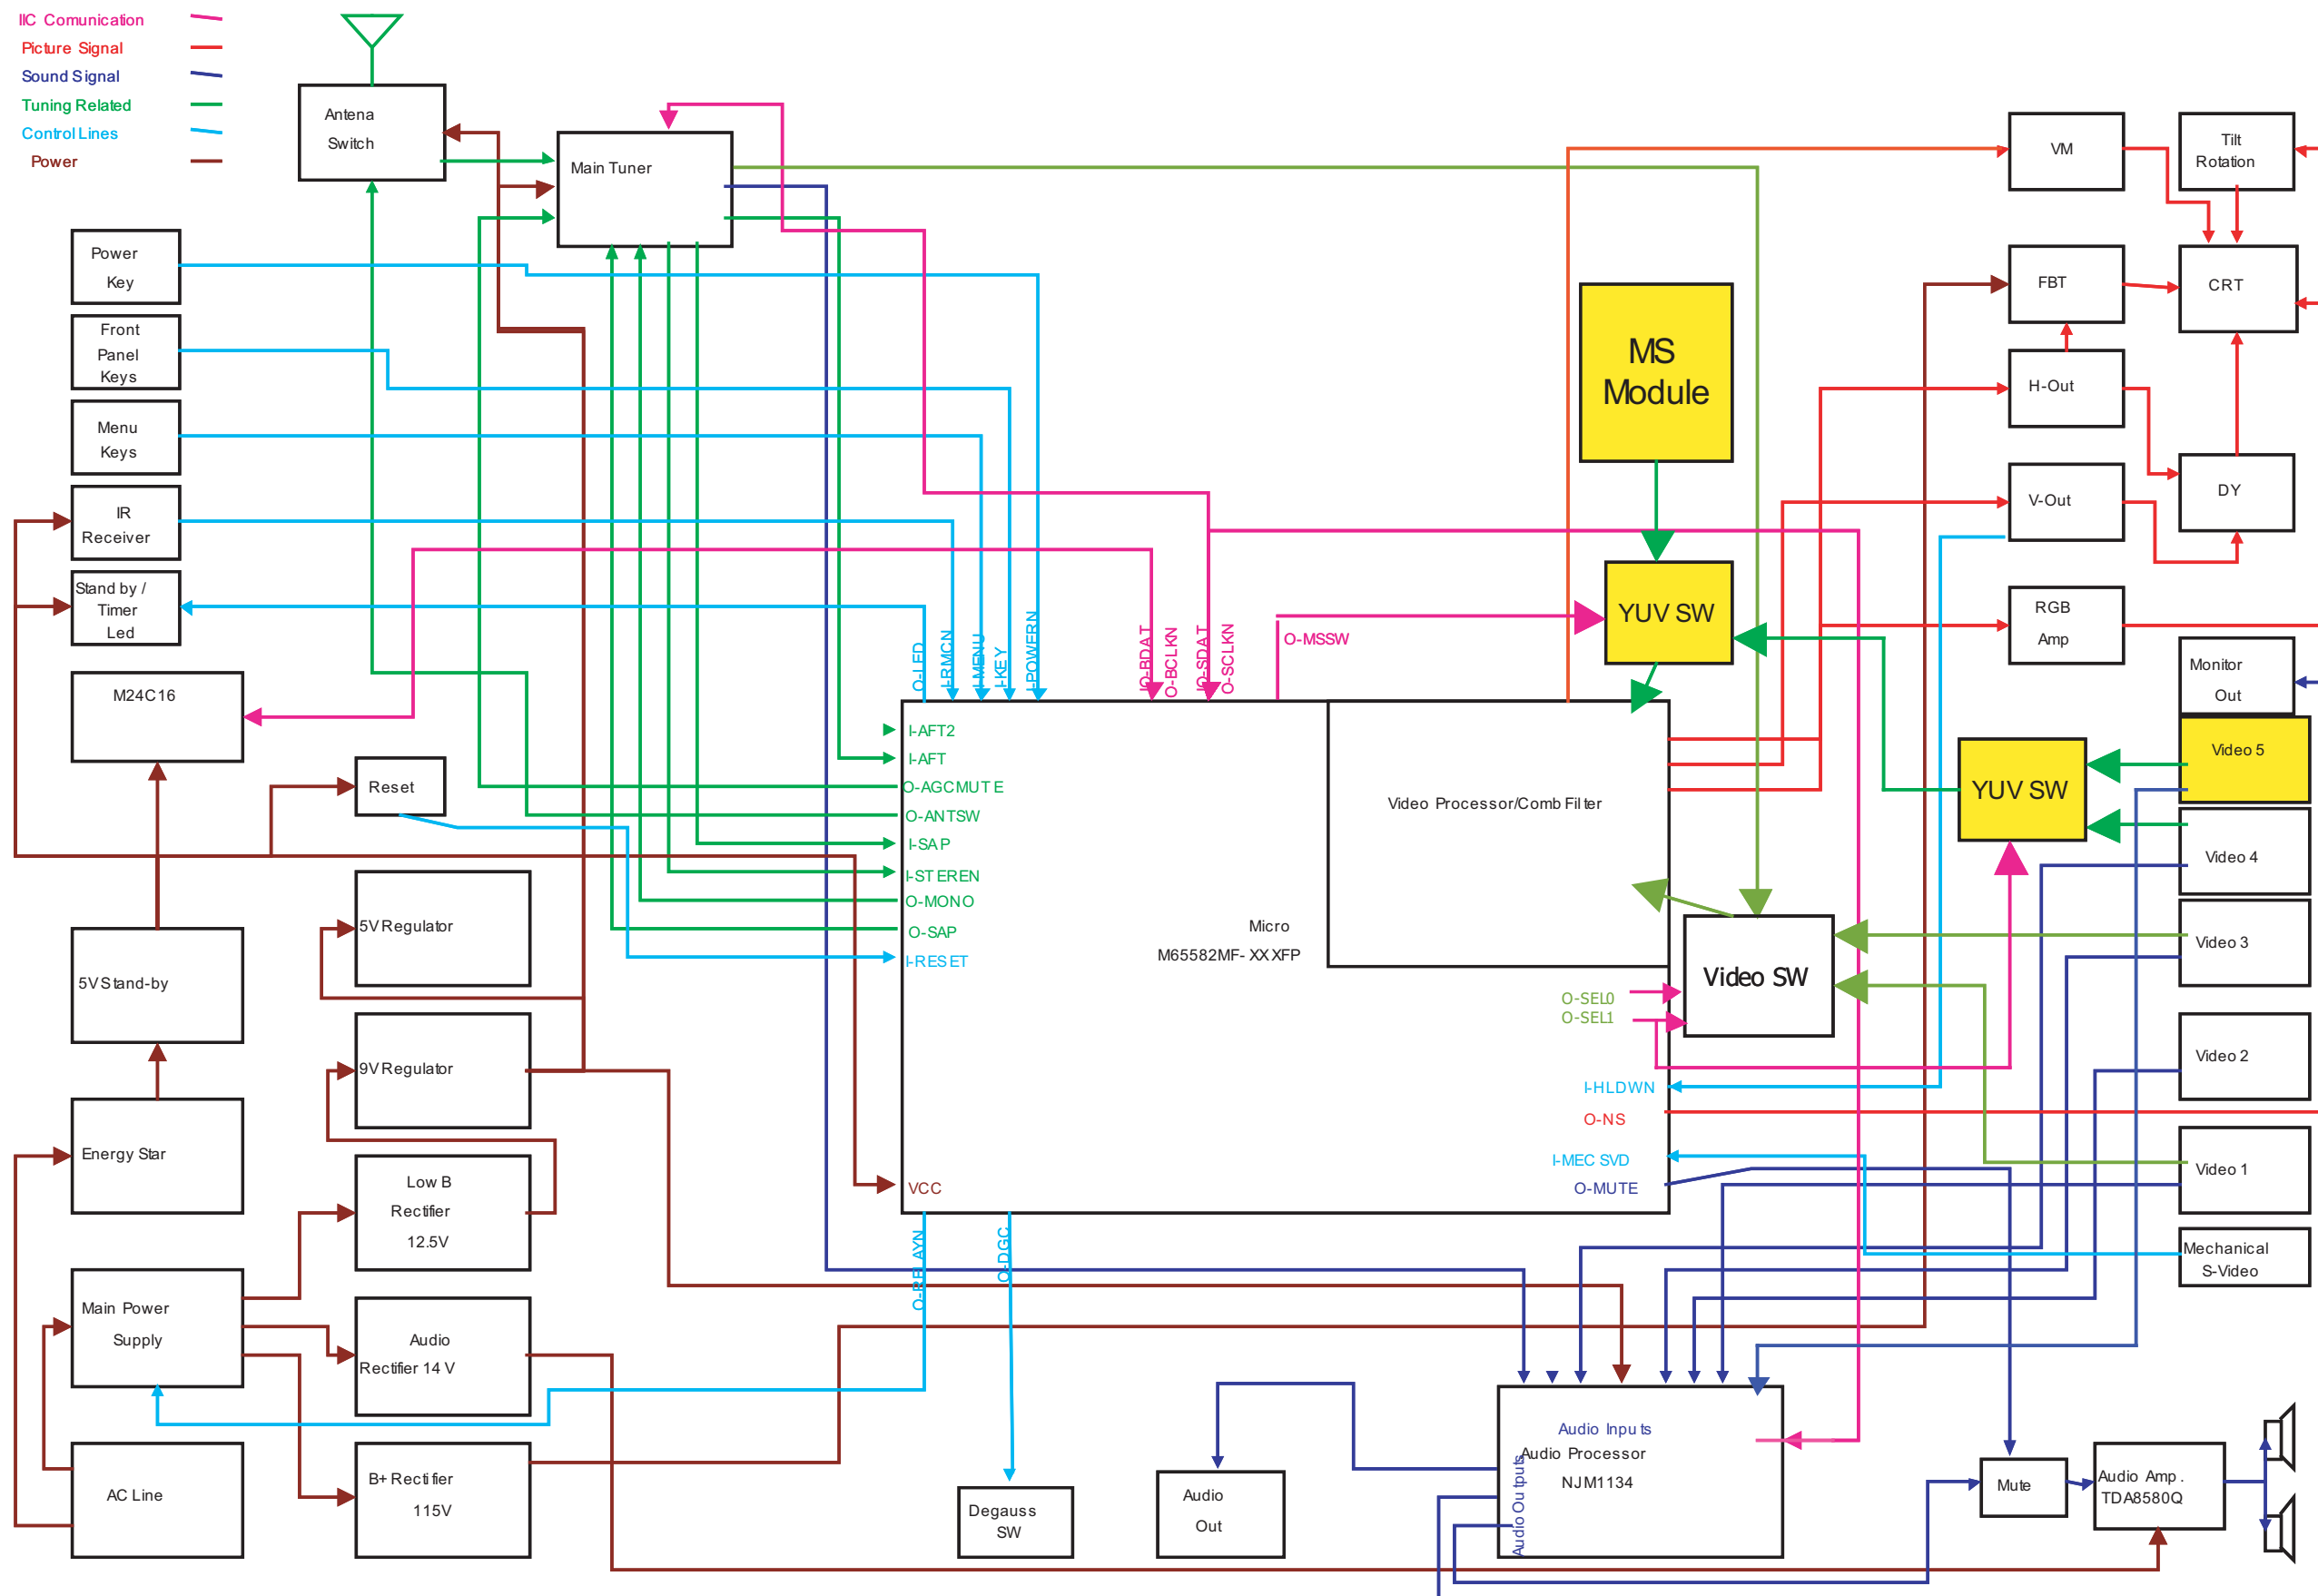 IIC Comunication
Picture Signal
Sound Signal
Tuning Related
Control Lines
Power
Antena
Switch
Main Tuner
VM
Tilt
Rotation
Power
Key
FBT
CRT
Front
Panel
Keys
MS
Module
H-Out
Menu
Keys
V-Out
DY
IR
Receiver
Stand by /
Timer
Led
YUV SW
RGB
Amp
O-LED
I-RMCN
I-MENU
I-KEY
I-POWERN
IO-BDAT
O-BCLKN
IO-SDAT
O-SCLKN
O-MSSW
Monitor
Out
M24C16
I-AFT2
I-AFT
O-AGCMUTE
O-ANTSW
I-SAP
I-STEREN
O-MONO
O-SAP
I-RESET
Reset
Video Processor/Comb Filter
YUV SW
Video 5
Video 4
5V Regulator
Micro
M65582MF-XXXFP
Video SW
Video 3
5V Stand-by
O-SEL0
O-SEL1
9V Regulator
Video 2
I-HLDWN
O-NS
I-MEC SVD
O-MUTE
Energy Star
VCC
Video 1
Low B
Rectifier
12.5V
O-RELAYN
O-DGC
Mechanical
S-Video
Main Power
Supply
Audio
Rectifier 14 V
Audio Inputs
Audio Processor
NJM1134
Audio Outputs
AC Line
B+ Rectifier
115V
Degauss
SW
Audio
Out
Mute
Audio Amp.
TDA8580Q